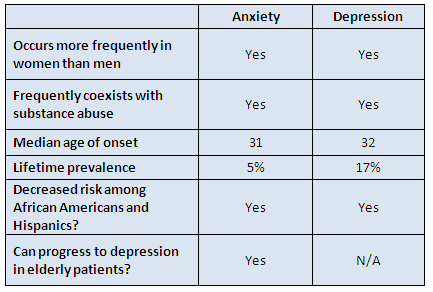 Anxiety Depression
Occurs more frequently in
women than men
Yes Yes
Frequently coexists with
substance abuse
Yes Yes
Median age of onset 31 32
Lifetime prevalence 5% 17%
Decreased risk among
African Americans and
Hispanics?
Yes Yes
Can progress to depression
in elderly patients?
Yes N/A